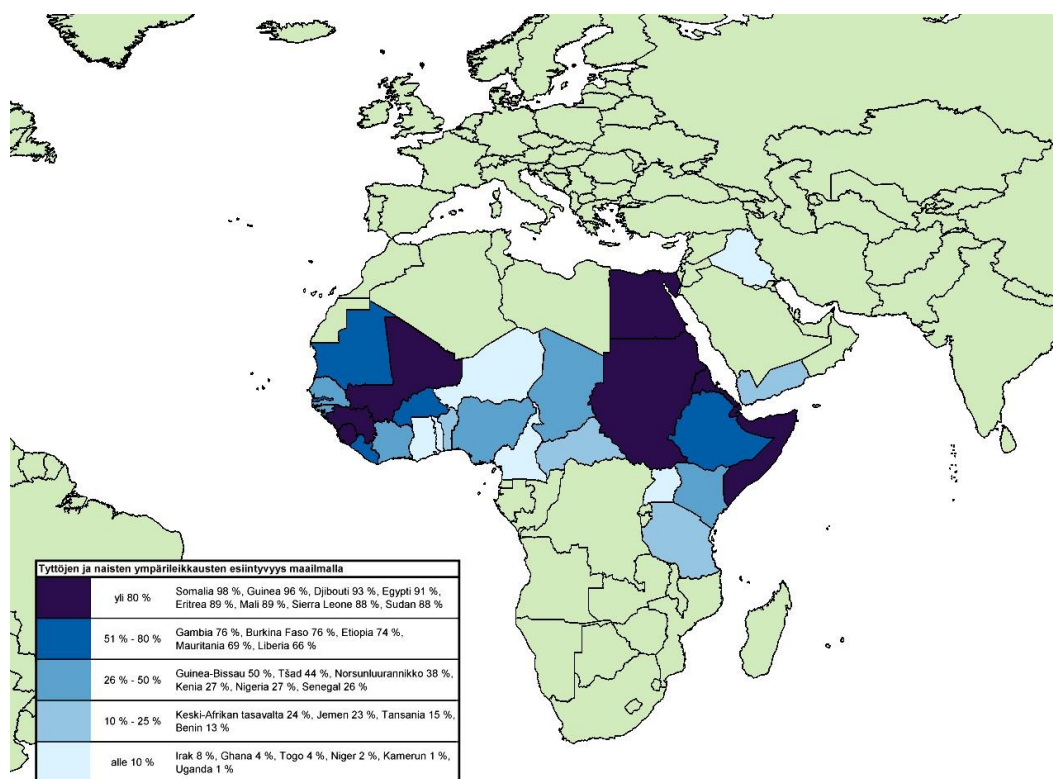 Tyttöjen ja naisten ympärileikkausten esiintyvyys maailmalla
yli 80 %
Somalia 98 %, Guinea 96 %, Djibouti 93 %, Egypti 91 %,
Eritrea 89 %, Mali 89 %, Sierra Leone 88 %, Sudan 88 %
51 % - 80 %
Gambia 76 %, Burkina Faso 76 %, Etiopia 74 %,
Mauritania 69 %, Liberia 66 %
26 % - 50 %
Guinea-Bissau 50 %, Tšad 44 %, Norsunluurannikko 38 %,
Kenia 27 %, Nigeria 27 %, Senegal 26 %
10 % - 25 %
Keski-Afrikan tasavalta 24 %, Jemen 23 %, Tansania 15 %,
Benin 13 %
alle 10 %
Irak 8 %, Ghana 4 %, Togo 4 %, Niger 2 %, Kamerun 1 %,
Uganda 1 %